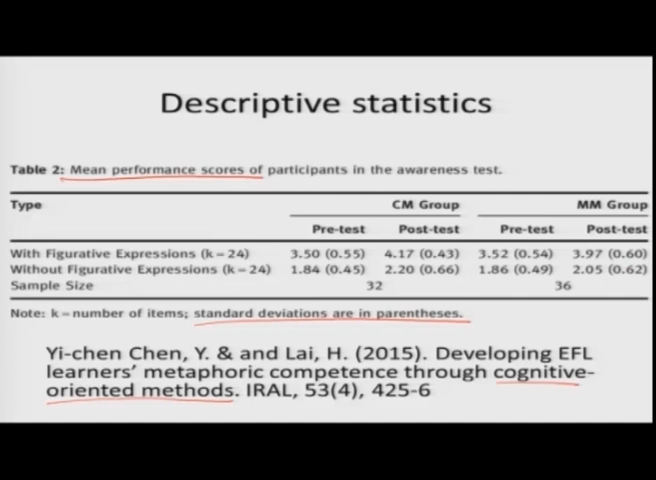 Descriptive statistics
Table 2: Mean performance scores of participants in the awareness test.
Type CM Group MM Group
Pre-test Post-test Pre-test Post-test
With Figurative Expressions (k=24) 3.50 (0.55) 4.17 (0.43) 3.52 (0.54) 3.97 (0.60)
Without Figurative Expressions (k=24) 1.84 (0.45) 2.20 (0.66) 1.86 (0.49) 2.05 (0.62)
Sample Size 32 36
Note: k=number of items; standard deviations are in parentheses.
Yi-chen Chen, Y. & and Lai, H. (2015). Developing EFL
learners' metaphoric competence through cognitive-
oriented methods. IRAL, 53(4), 425-6